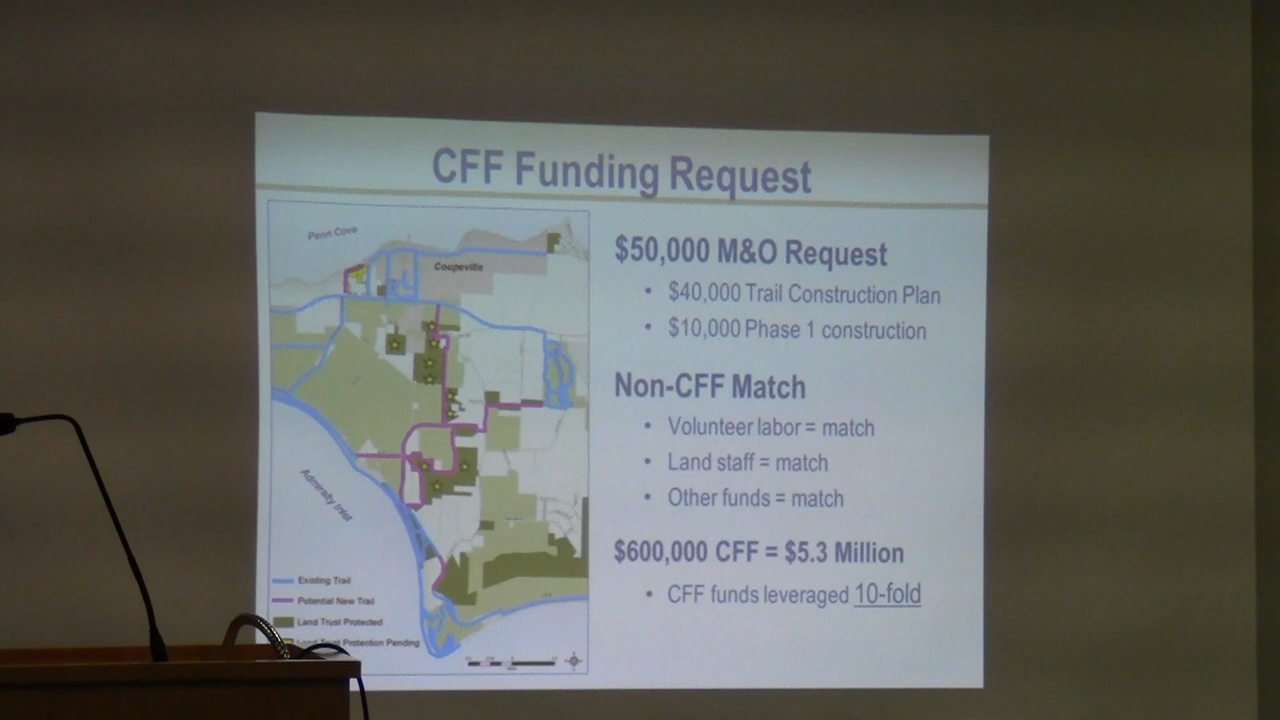 CFF Funding Request
Penn Cove
Coupeville
Admiralty Inlet
Existing Trail
Potential New Trail
Land Trust Protected
Land Trust Protection Pending
$50,000 M&O Request
• $40,000 Trail Construction Plan
• $10,000 Phase 1 construction
Non-CFF Match
• Volunteer labor = match
• Land staff = match
• Other funds = match
$600,000 CFF = $5.3 Million
• CFF funds leveraged 10-fold